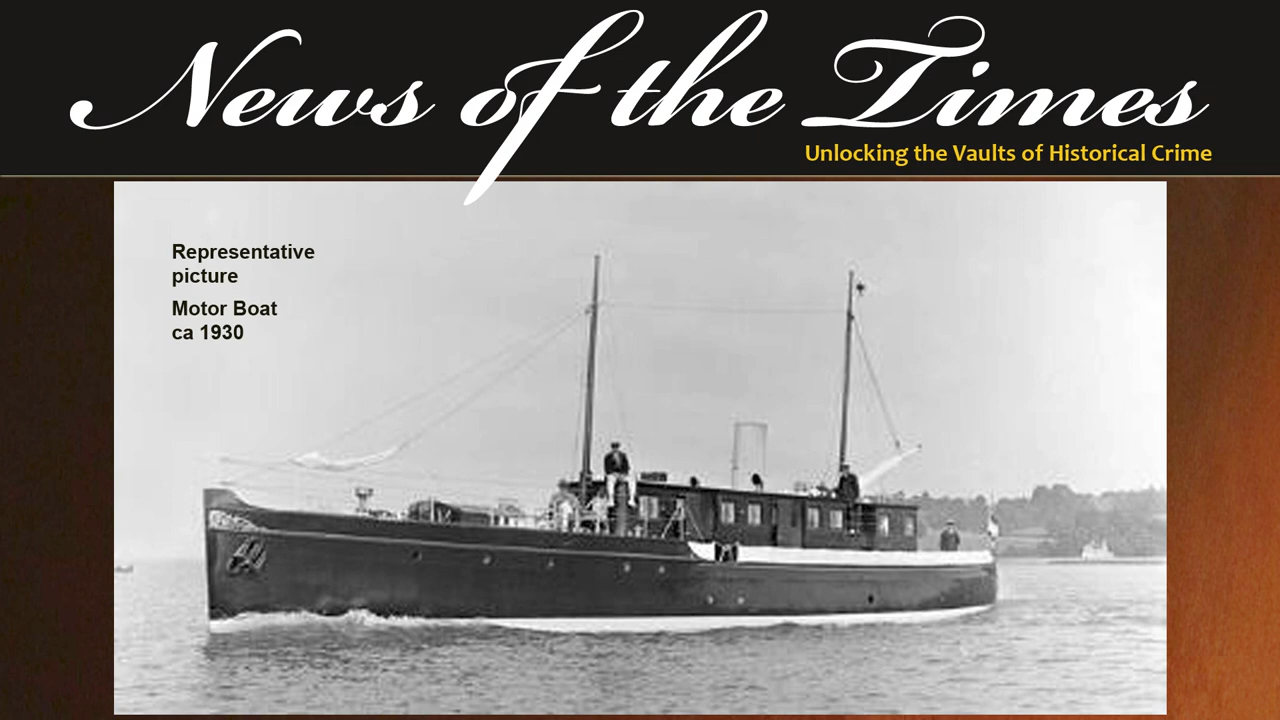 News of the Times
Unlocking the Vaults of Historical Crime
Representative
picture
Motor Boat
ca 1930